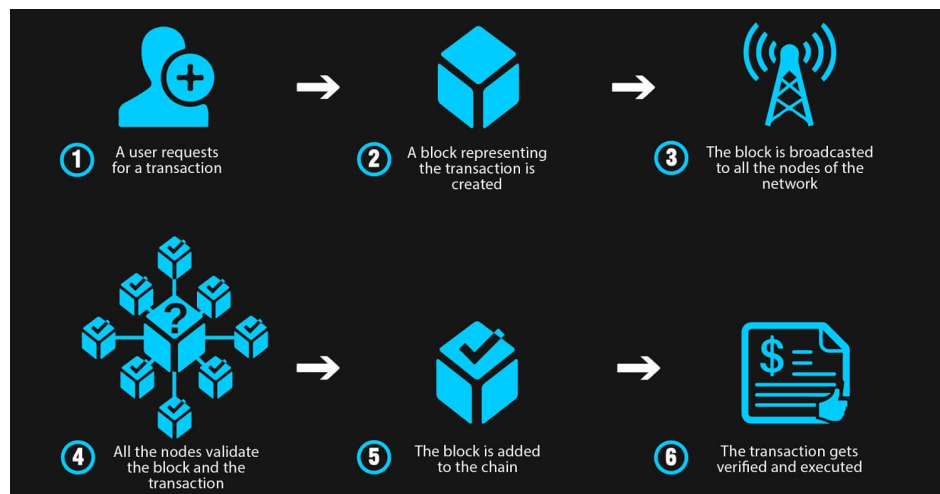 1
A user requests
for a transaction
2
A block representing
the transaction is
created
3
The block is broadcasted
to all the nodes of the
network
?
4
All the nodes validate
the block and the
transaction
5
The block is added
to the chain
$
6
The transaction gets
verified and executed